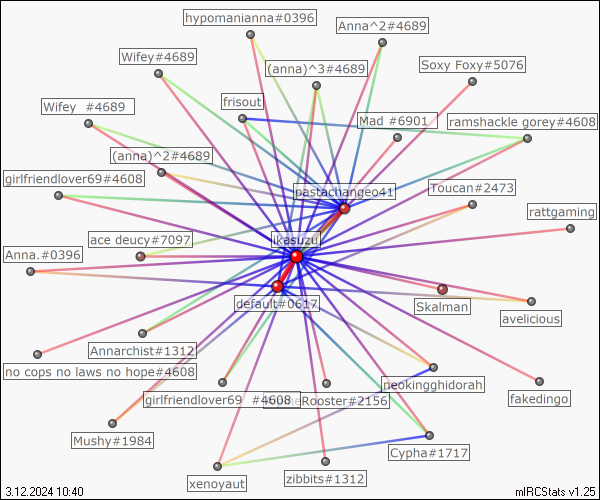 hypomanianna#0396
Anna^2#4689
Wifey#4689
Soxy Foxy#5076
(anna)^3#4689
frisout
Wifey  #4689
Mad #6901
ramshackle gorey#4608
(anna)^2#4689
girlfriendlover69#4608
pastachangeo41
Toucan#2473
rattgaming
ace deucy#7097
ikasuzu
Anna.#0396
default#0617
Skalman
avelicious
Annarchist#1312
no cops no laws no hope#4608
neokingghidorah
girlfriendlover69  #4608
Rooster#2156
fakedingo
Mushy#1984
Cypha#1717
xenoyaut
zibbits#1312
3.12.2024 10:40
mIRCStats v1.25